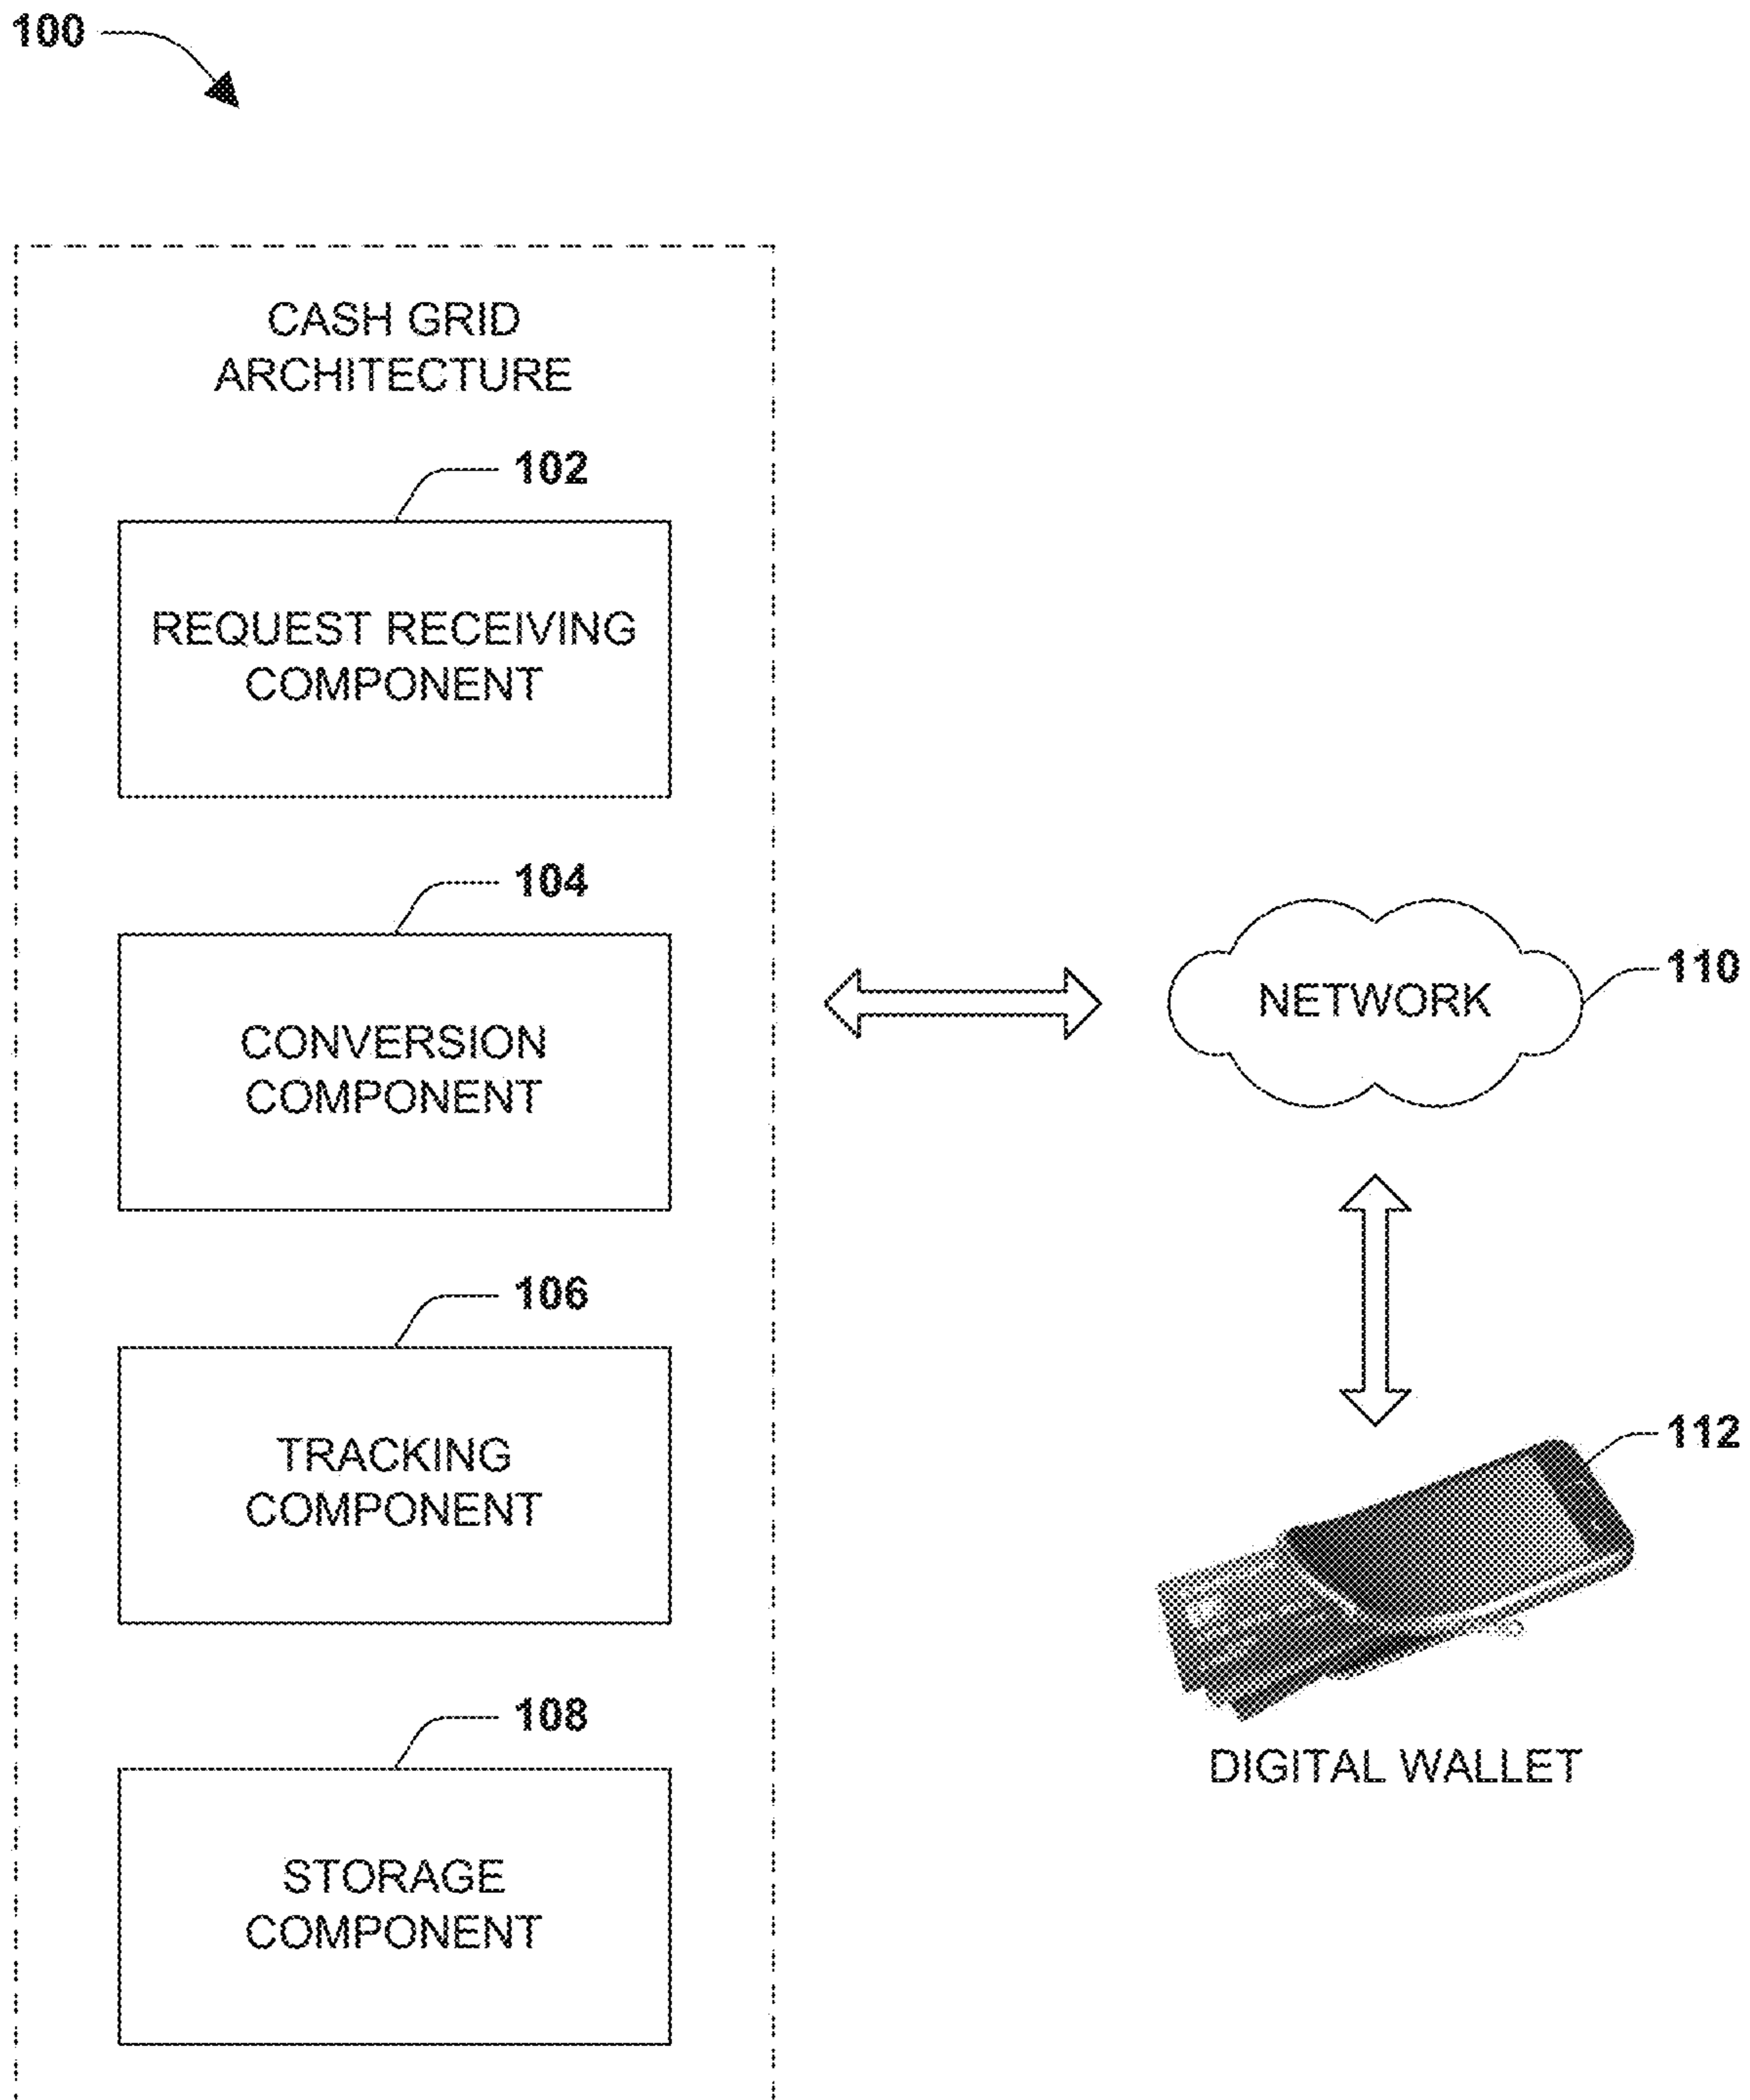 100
CASH GRID
ARCHITECTURE
102
REQUEST RECEIVING
COMPONENT
104
CONVERSION
COMPONENT
110
NETWORK
106
TRACKING
COMPONENT
112
DIGITAL WALLET
108
STORAGE
COMPONENT